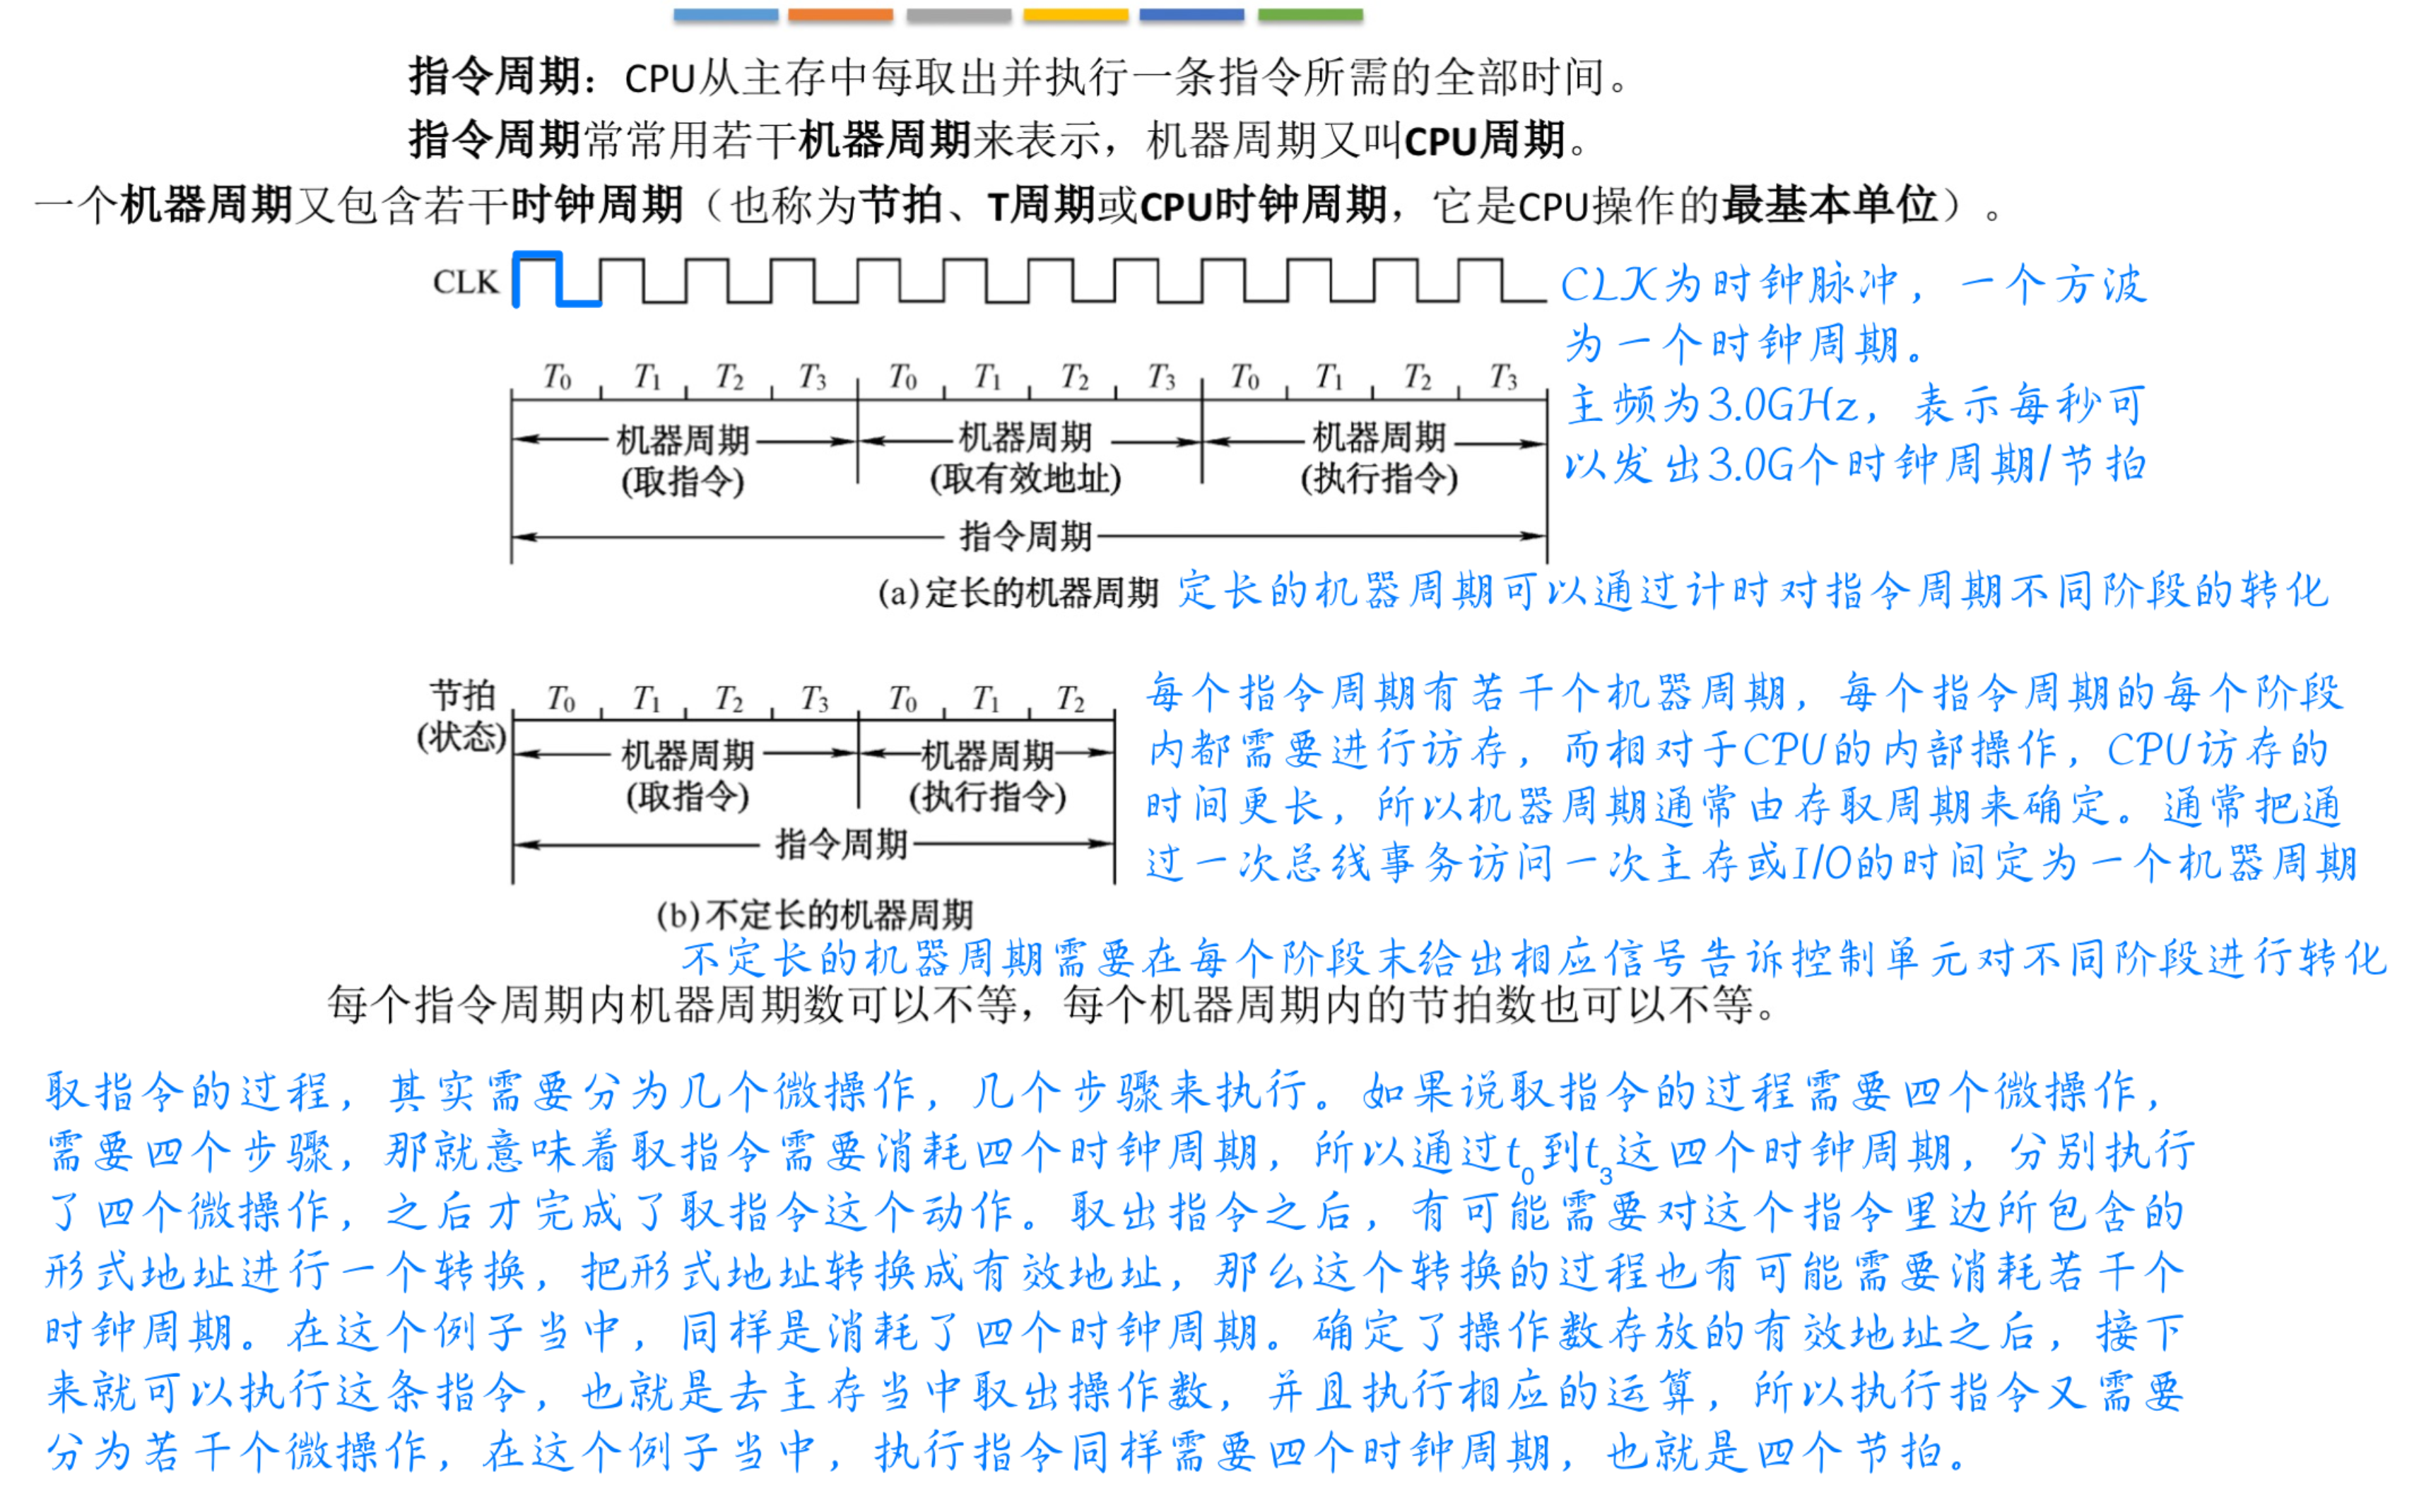 指令周期：CPU从主存中每取出并执行一条指令所需的全部时间。
指令周期常常用若干机器周期来表示，机器周期又叫CPU周期。
一个机器周期又包含若干时钟周期（也称为节拍、T周期或CPU时钟周期，它是CPU操作的最基本单位）。
CLK
CLK为时钟脉冲，一个方波
为一个时钟周期。
主频为3.0GHz，表示每秒可
以发出3.0G个时钟周期/节拍
T0 T1 T2 T3 T0 T1 T2 T3 T0 T1 T2 T3
机器周期 机器周期 机器周期
(取指令) (取有效地址) (执行指令)
指令周期
(a)定长的机器周期 定长的机器周期可以通过计时对指令周期不同阶段的转化
节拍 T0 T1 T2 T3 T0 T1 T2
(状态)
机器周期 机器周期
(取指令) (执行指令)
指令周期
(b)不定长的机器周期
每个指令周期有若干个机器周期，每个指令周期的每个阶段
内都需要进行访存，而相对于CPU的内部操作，CPU访存的
时间更长，所以机器周期通常由存取周期来确定。通常把通
过一次总线事务访问一次主存或I/O的时间定为一个机器周期
不定长的机器周期需要在每个阶段末给出相应信号告诉控制单元对不同阶段进行转化
每个指令周期内机器周期数可以不等，每个机器周期内的节拍数也可以不等。
取指令的过程，其实需要分为几个微操作，几个步骤来执行。如果说取指令的过程需要四个微操作，
需要四个步骤，那就意味着取指令需要消耗四个时钟周期，所以通过t0到t3这四个时钟周期，分别执行
了四个微操作，之后才完成了取指令这个动作。取出指令之后，有可能需要对这个指令里边所包含的
形式地址进行一个转换，把形式地址转换成有效地址，那么这个转换的过程也有可能需要消耗若干个
时钟周期。在这个例子当中，同样是消耗了四个时钟周期。确定了操作数存放的有效地址之后，接下
来就可以执行这条指令，也就是去主存当中取出操作数，并且执行相应的运算，所以执行指令又需要
分为若干个微操作，在这个例子当中，执行指令同样需要四个时钟周期，也就是四个节拍。